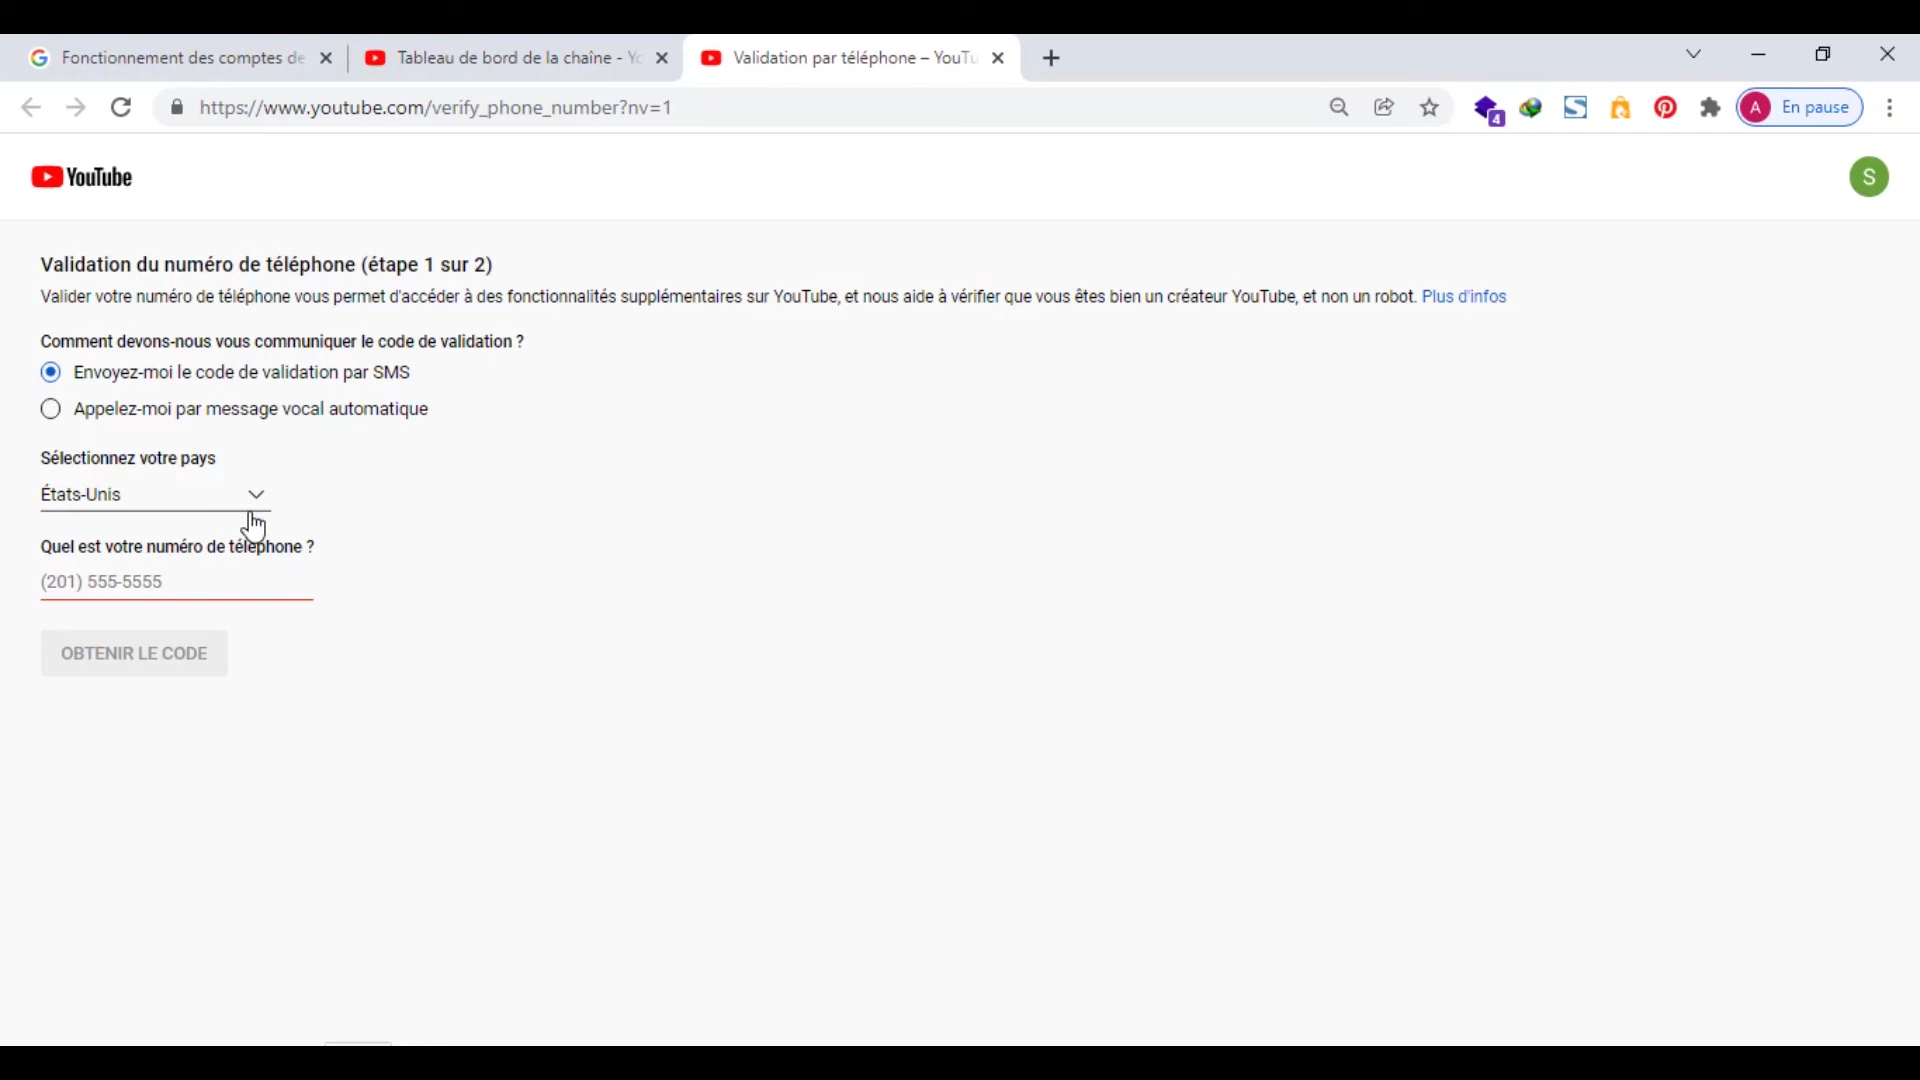 Fonctionnement des comptes de
Tableau de bord de la chaîne - Yo
Validation par téléphone – YouTu
https://www.youtube.com/verify_phone_number?nv=1
4
A
En pause
YouTube
S
Validation du numéro de téléphone (étape 1 sur 2)
Valider votre numéro de téléphone vous permet d'accéder à des fonctionnalités supplémentaires sur YouTube, et nous aide à vérifier que vous êtes bien un créateur YouTube, et non un robot. Plus d'infos
Comment devons-nous vous communiquer le code de validation ?
Envoyez-moi le code de validation par SMS
Appelez-moi par message vocal automatique
Sélectionnez votre pays
États-Unis
Quel est votre numéro de téléphone ?
(201) 555-5555
OBTENIR LE CODE